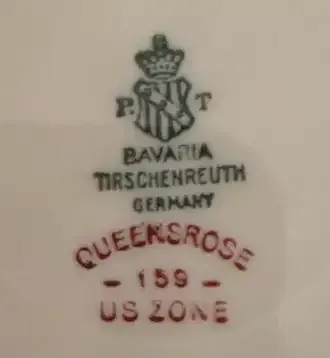 P. T
BAVARIA
TIRSCHENREUTH
GERMANY
QUEENSROSE
- 159 -
US ZONE